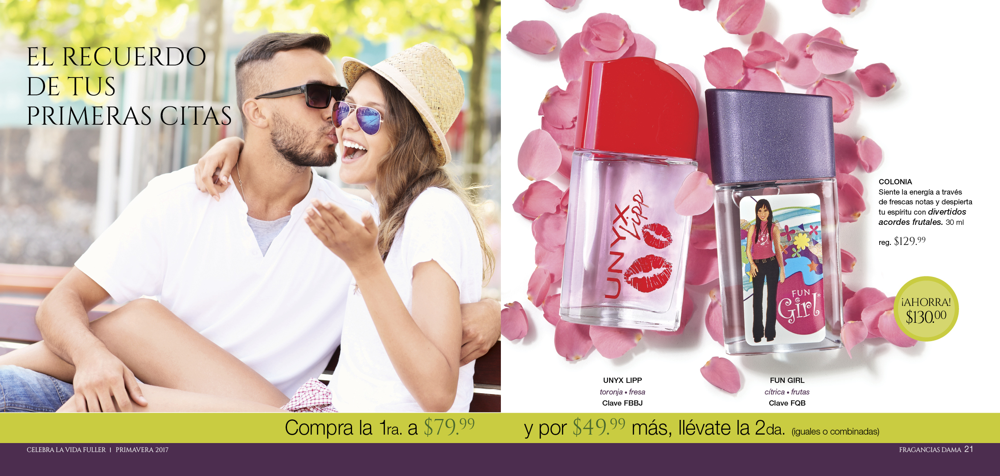 EL RECUERDO
DE TUS
PRIMERAS CITAS
UNYX
Lipp
FUN
Girl*
COLONIA
Siente la energía a través
de frescas notas y despierta
tu espíritu con divertidos
acordes frutales. 30 ml
reg. $129.99
¡AHORRA!
$130.00
UNYX LIPP
toronja • fresa
Clave FBBJ
FUN GIRL
cítrica • frutas
Clave FQB
Compra la 1ra. a $79.99 y por $49.99 más, llévate la 2da. (iguales o combinadas)
CELEBRA LA VIDA FULLER | PRIMAVERA 2017
FRAGANCIAS DAMA 21